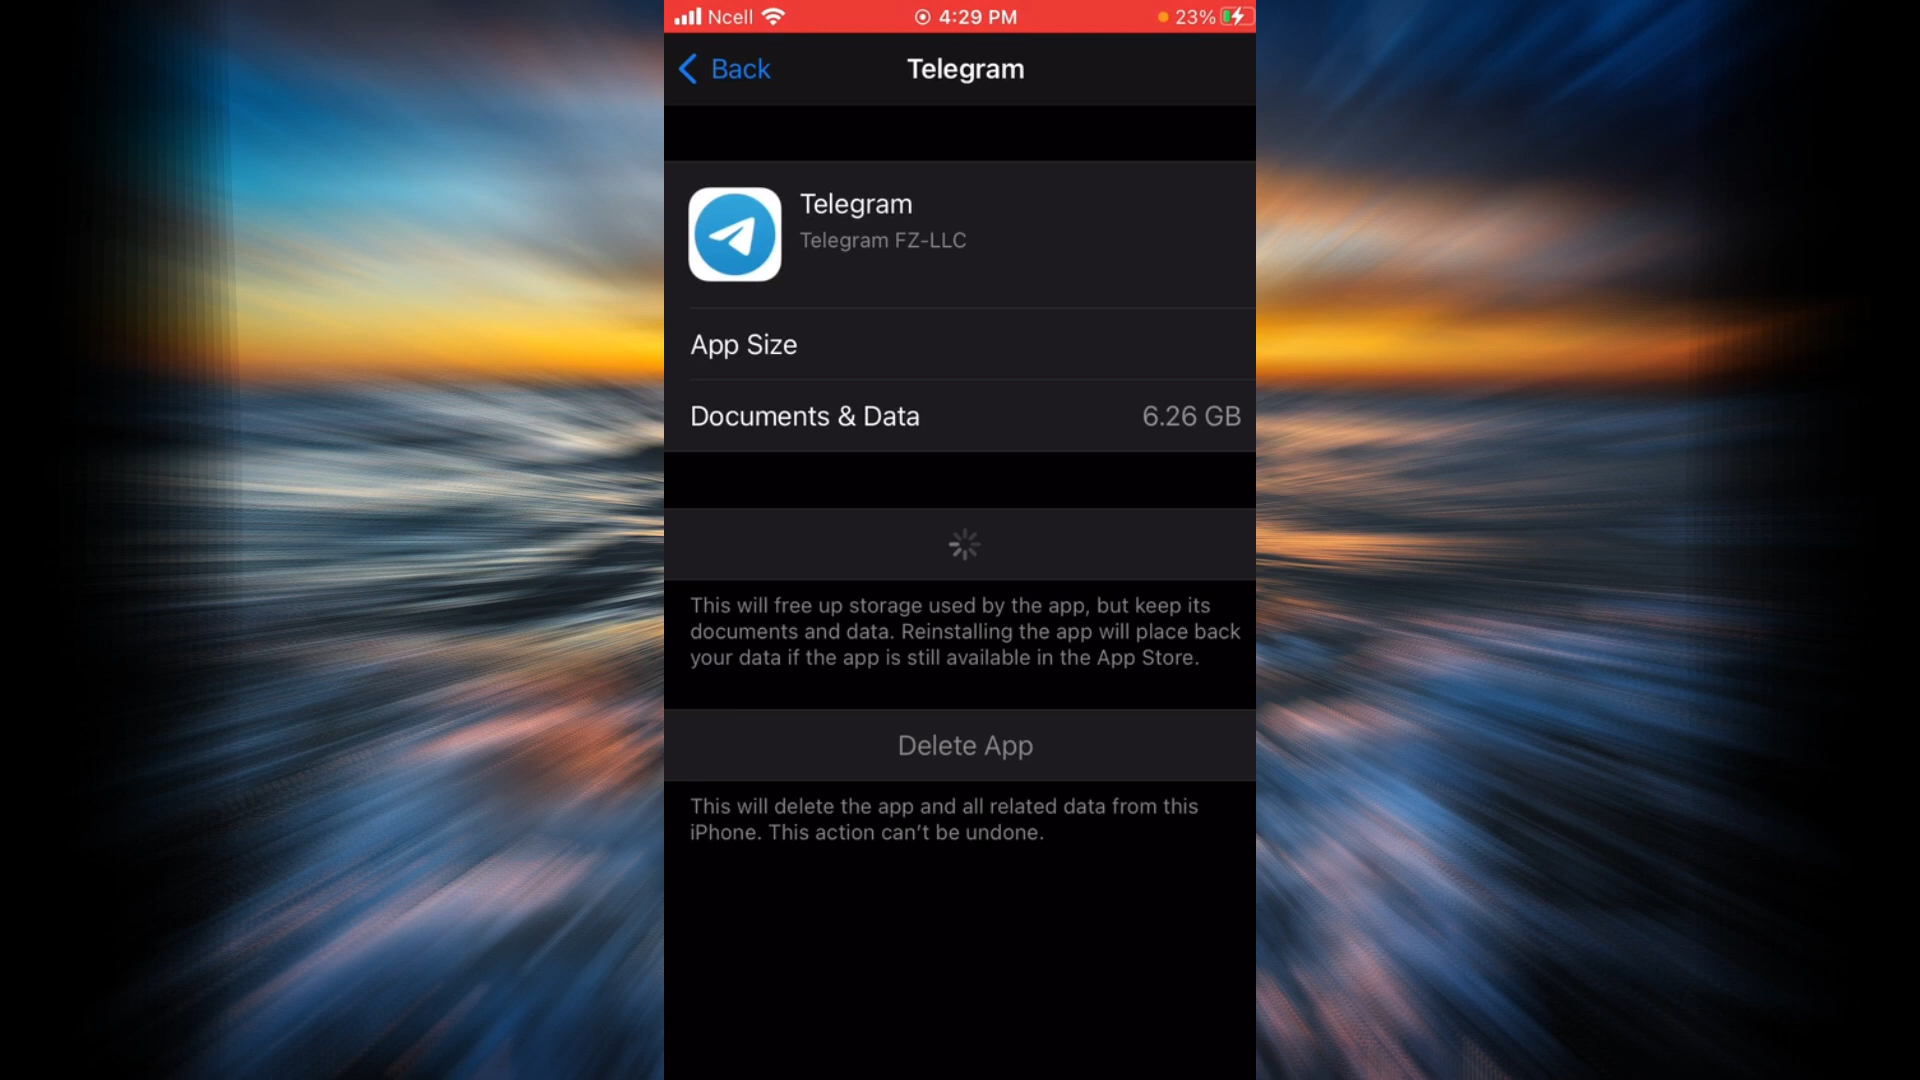 Ncell 4:29 PM 23%
Back Telegram
Telegram
Telegram FZ-LLC
App Size
Documents & Data 6.26 GB
This will free up storage used by the app, but keep its
documents and data. Reinstalling the app will place back
your data if the app is still available in the App Store.
Delete App
This will delete the app and all related data from this
iPhone. This action can’t be undone.